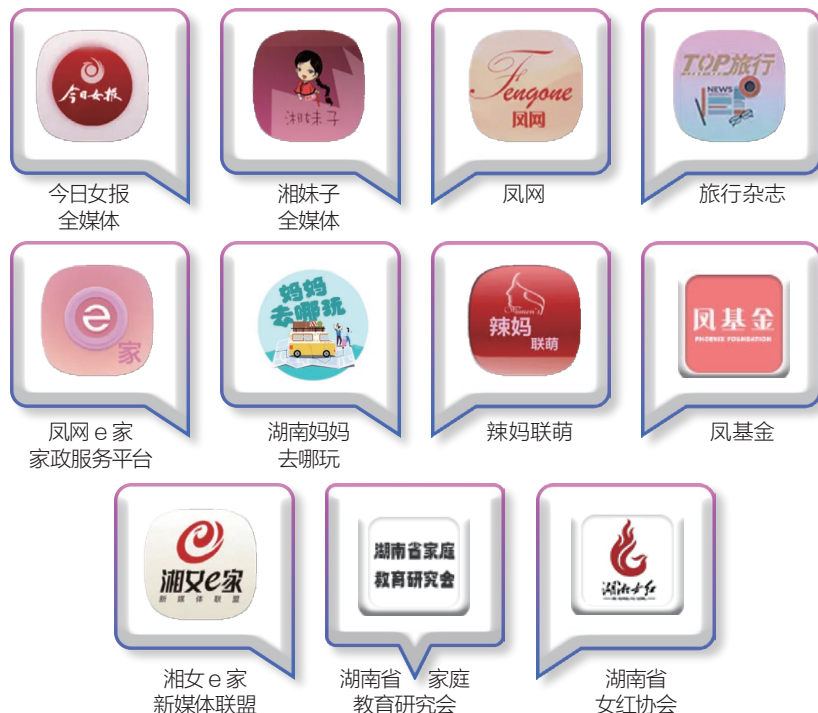 今日女报
湘妹子
Fengone
凤网
TOP旅行
NEWS
今日女报
全媒体
湘妹子
全媒体
凤网
旅行杂志
e
家
妈妈
去哪玩
Women's
辣妈
联萌
凤基金
PHOENIX FOUNDATION
凤网 e 家
家政服务平台
湖南妈妈
去哪玩
辣妈联萌
凤基金
湘女e家
新媒体联盟
湖南省家庭
教育研究会
湖湘女红
湘女 e 家
新媒体联盟
湖南省 家庭
教育研究会
湖南省
女红协会